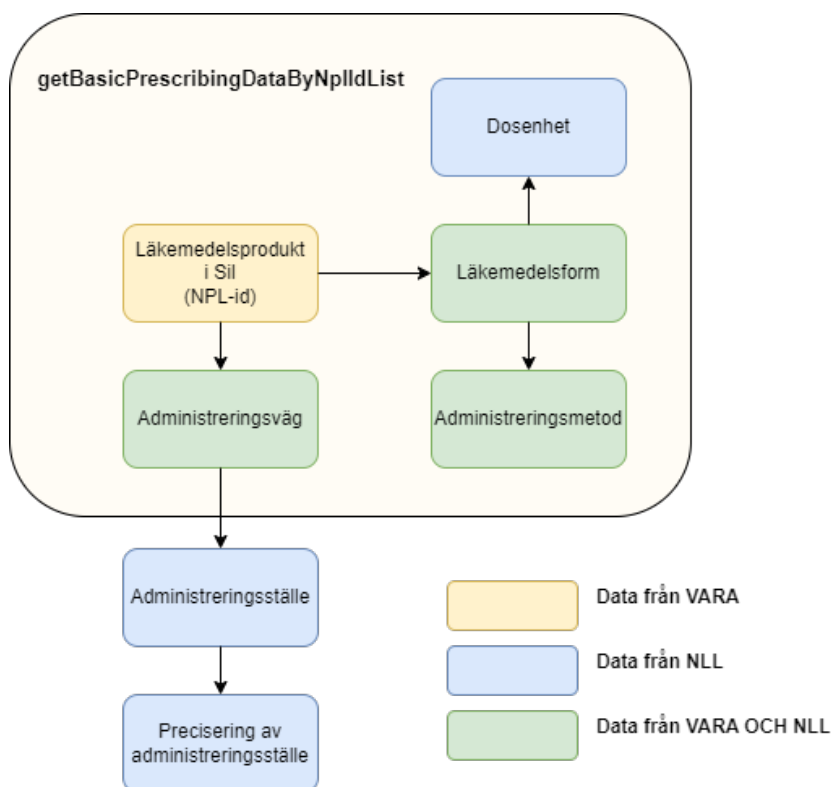 getBasicPrescribingDataByNplIdList
Dosenhet
Läkemedelsprodukt
i Sil
(NPL-id)
Läkemedelsform
Administreringsväg
Administreringsmetod
Administreringsställe
Precisering av
administreringsställe
Data från VARA
Data från NLL
Data från VARA OCH NLL